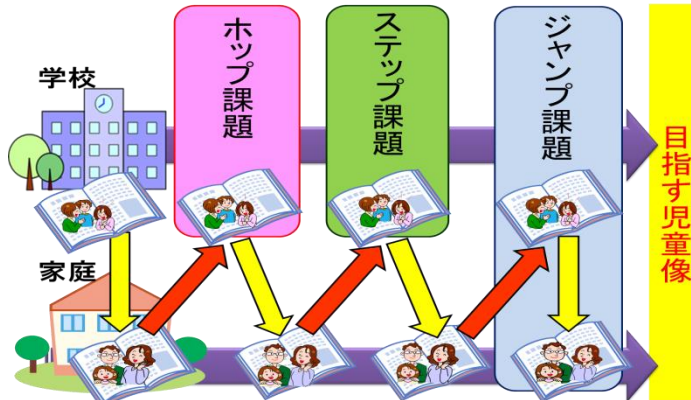 学校
ホップ課題
ステップ課題
ジャンプ課題
目指す児童像
家庭